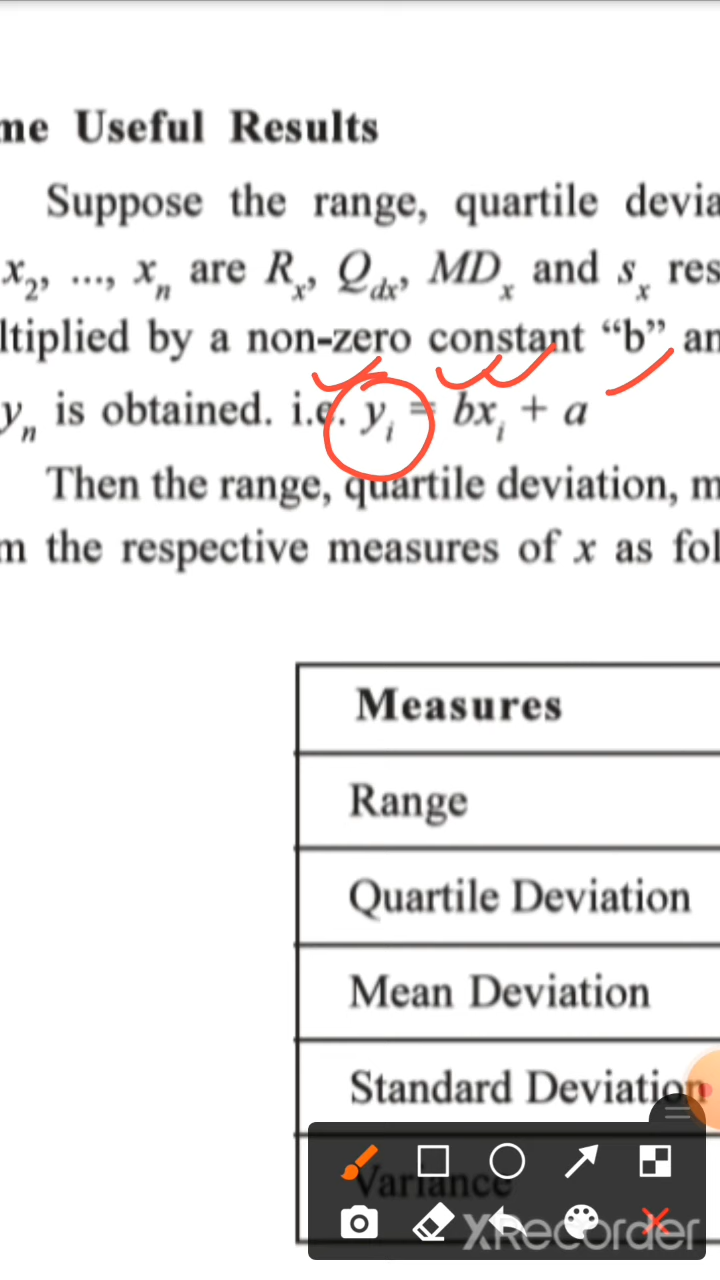 me Useful Results
Suppose the range, quartile devia
x₂, ..., xₙ are Rₓ, Q_dx, MDₓ and sₓ res
ltiplied by a non-zero constant “b” an
yₙ is obtained. i.e. yᵢ = bxᵢ + a
Then the range, quartile deviation, m
m the respective measures of x as fol
Measures
Range
Quartile Deviation
Mean Deviation
Standard Deviation
Variance
XRecorder